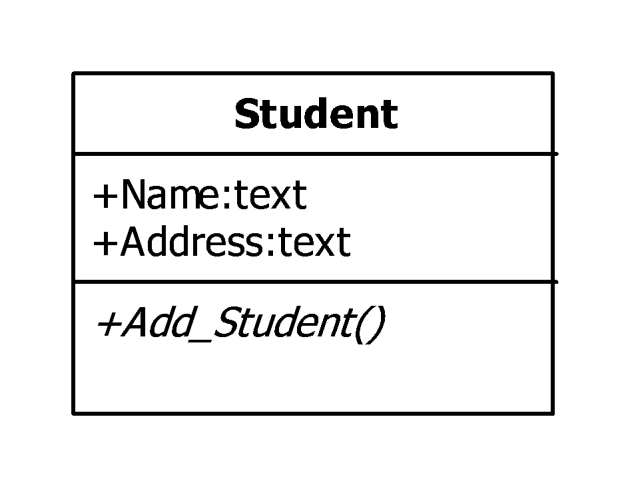 Student
+Name:text
+Address:text
+Add_Student()